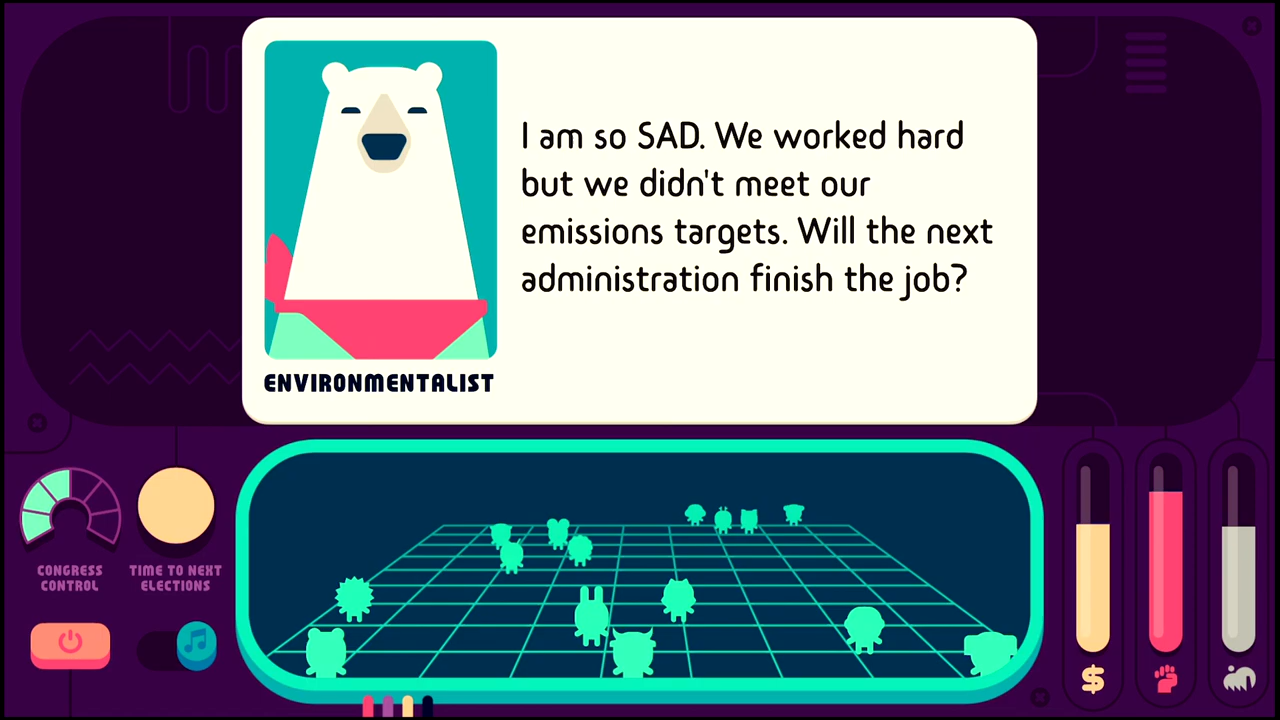 I am so SAD. We worked hard
but we didn't meet our
emissions targets. Will the next
administration finish the job?
ENVIRONMENTALIST
CONGRESS
CONTROL
TIME TO NEXT
ELECTIONS
$